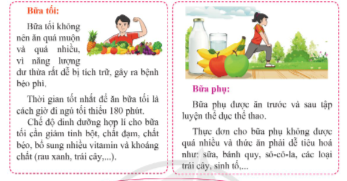 Bữa tối:
Bữa tối không
nên ăn quá muộn
và quá nhiều,
vì năng lượng
dư thừa rất dễ bị tích trữ, gây ra bệnh
béo phì.
Thời gian tốt nhất để ăn bữa tối là
cách giờ đi ngủ tối thiểu 180 phút.
Chế độ dinh dưỡng hợp lí cho bữa
tối cần giảm tinh bột, chất đạm, chất
béo, bổ sung nhiều vitamin và khoáng
chất (rau xanh, trái cây,...).
Bữa phụ:
Bữa phụ được ăn trước và sau tập
luyện thể dục thể thao.
Thực đơn cho bữa phụ không được
quá nhiều và thức ăn phải dễ tiêu hoá
như: sữa, bánh quy, sô-cô-la, các loại
trái cây, sinh tố,...